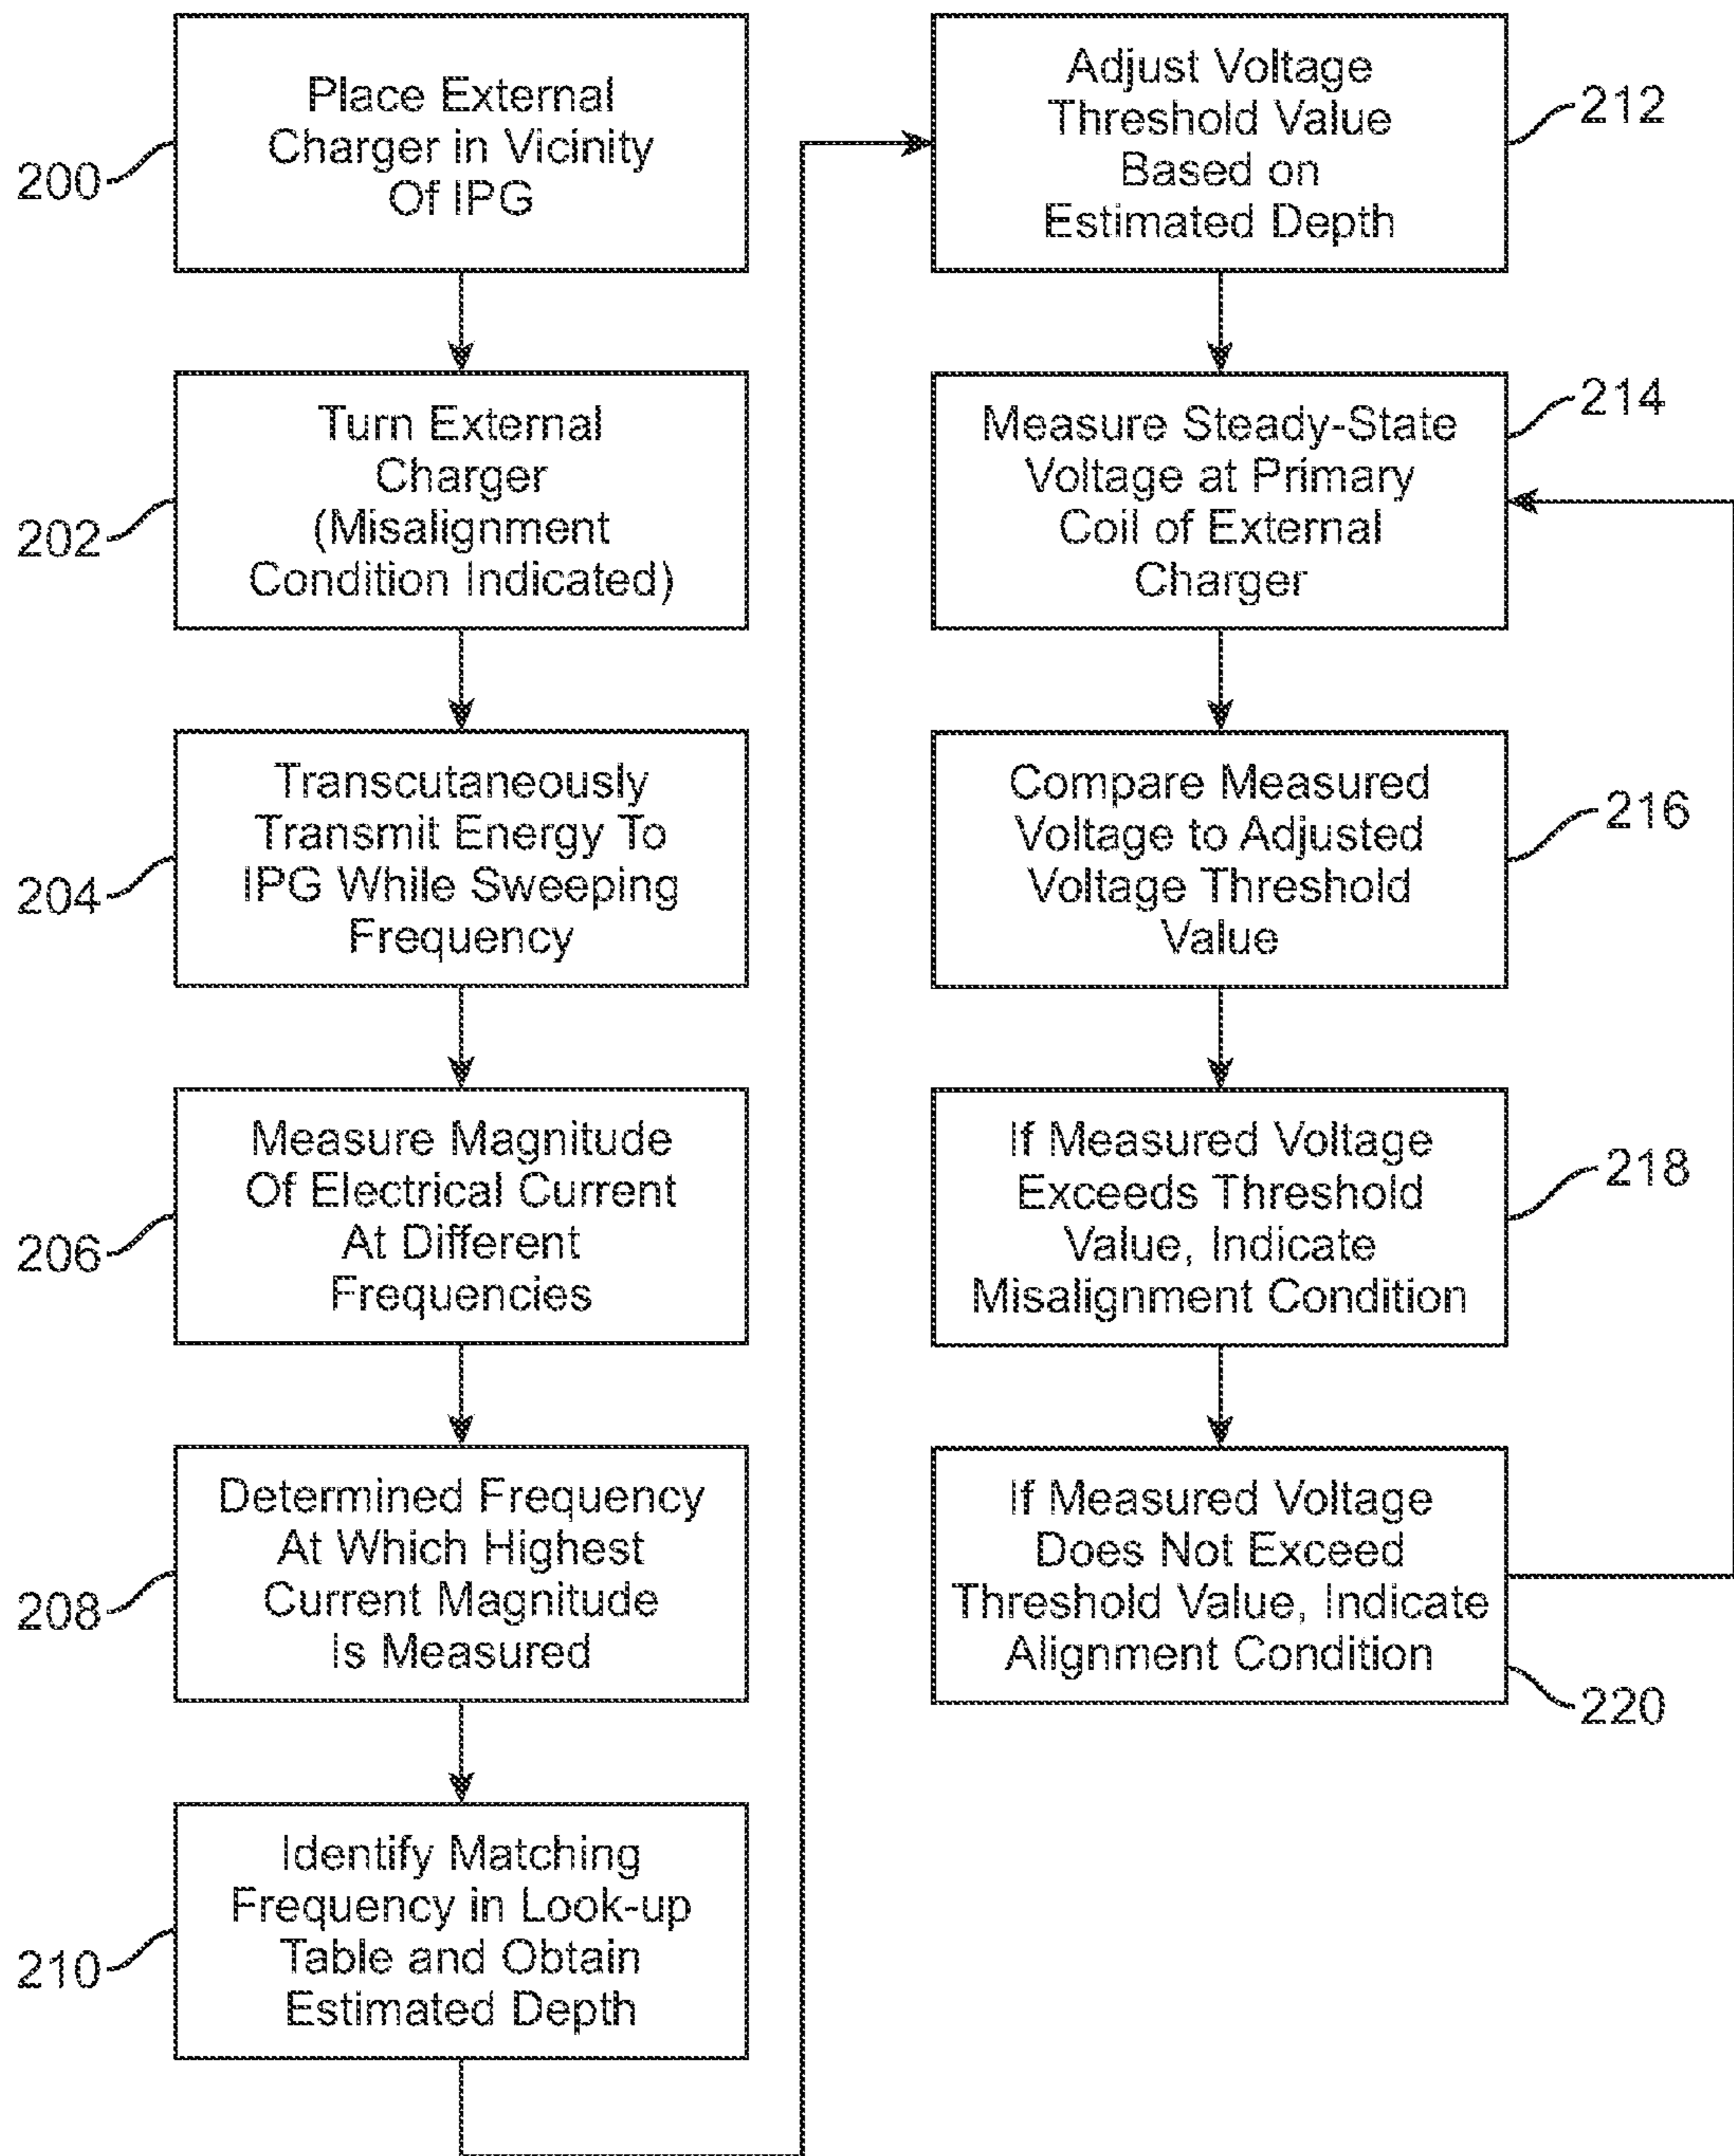 Place External
Charger in Vicinity
Of IPG
200
Turn External
Charger
(Misalignment
Condition Indicated)
202
Transcutaneously
Transmit Energy To
IPG While Sweeping
Frequency
204
Measure Magnitude
Of Electrical Current
At Different
Frequencies
206
Determined Frequency
At Which Highest
Current Magnitude
Is Measured
208
Identify Matching
Frequency in Look-up
Table and Obtain
Estimated Depth
210
Adjust Voltage
Threshold Value
Based on
Estimated Depth
212
Measure Steady-State
Voltage at Primary
Coil of External
Charger
214
Compare Measured
Voltage to Adjusted
Voltage Threshold
Value
216
If Measured Voltage
Exceeds Threshold
Value, Indicate
Misalignment Condition
218
If Measured Voltage
Does Not Exceed
Threshold Value, Indicate
Alignment Condition
220